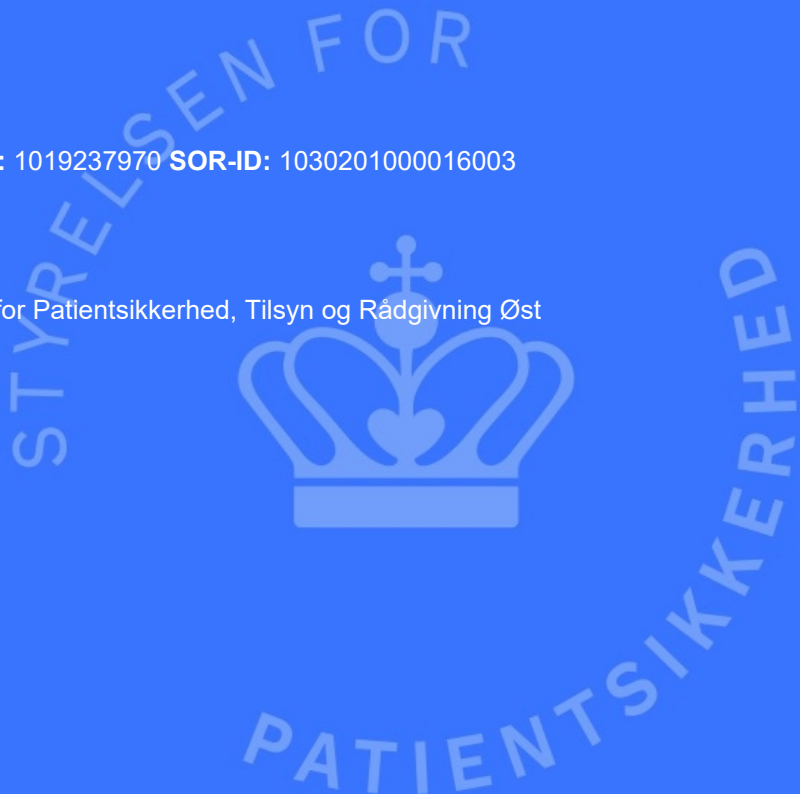 STYRELSEN FOR
: 1019237970 SOR-ID: 1030201000016003
for Patientsikkerhed, Tilsyn og Rådgivning Øst
PATIENTSIKKERHED